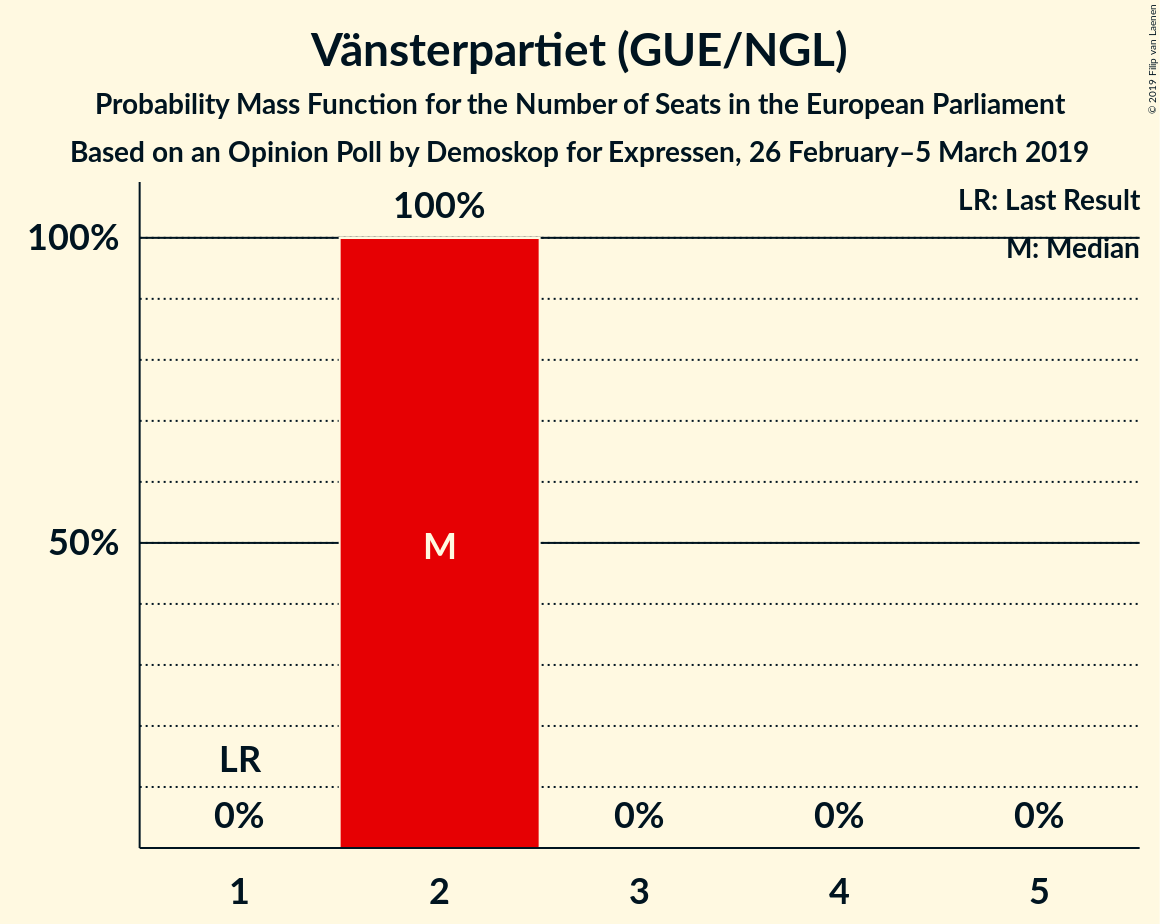 Vänsterpartiet (GUE/NGL)
Probability Mass Function for the Number of Seats in the European Parliament
Based on an Opinion Poll by Demoskop for Expressen, 26 February–5 March 2019
© 2019 Filip van Laenen
LR: Last Result
M: Median
100%
100%
50%
M
LR
0%
0%
0%
0%
1
2
3
4
5